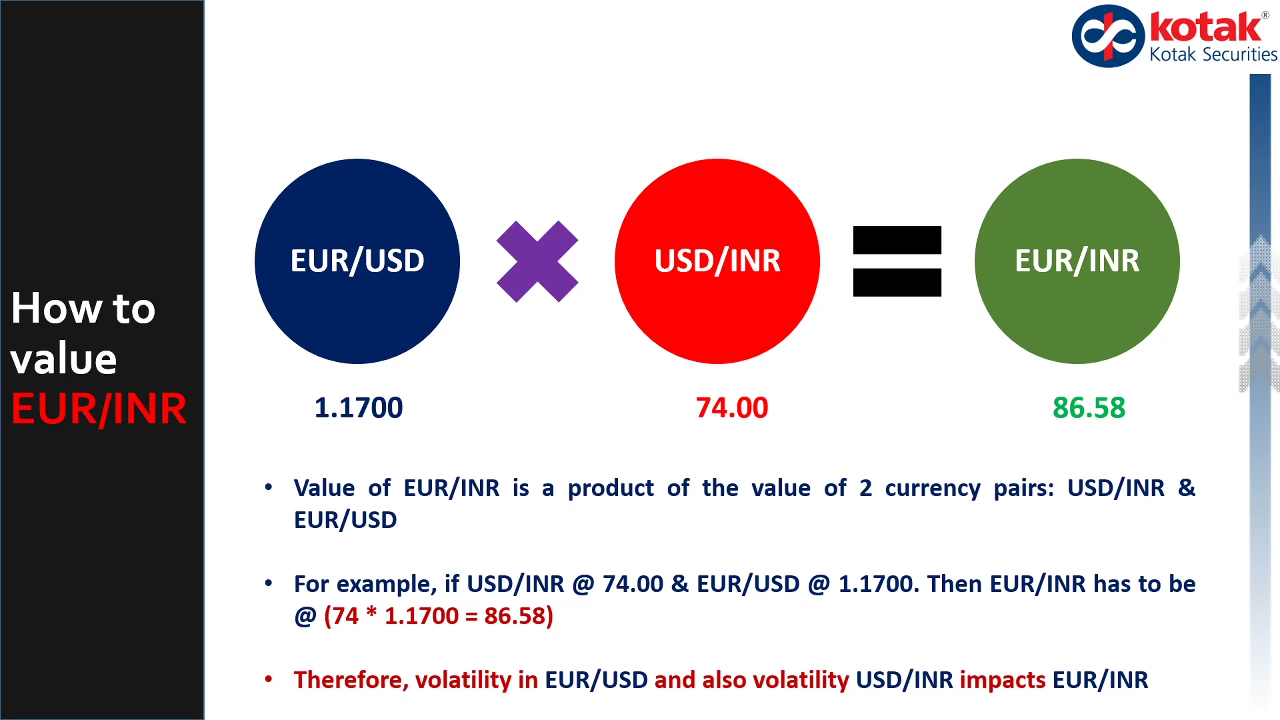 kotak®
Kotak Securities
How to
value
EUR/INR
EUR/USD
USD/INR
EUR/INR
1.1700
74.00
86.58
• Value of EUR/INR is a product of the value of 2 currency pairs: USD/INR &
EUR/USD
• For example, if USD/INR @ 74.00 & EUR/USD @ 1.1700. Then EUR/INR has to be
@ (74 * 1.1700 = 86.58)
• Therefore, volatility in EUR/USD and also volatility USD/INR impacts EUR/INR